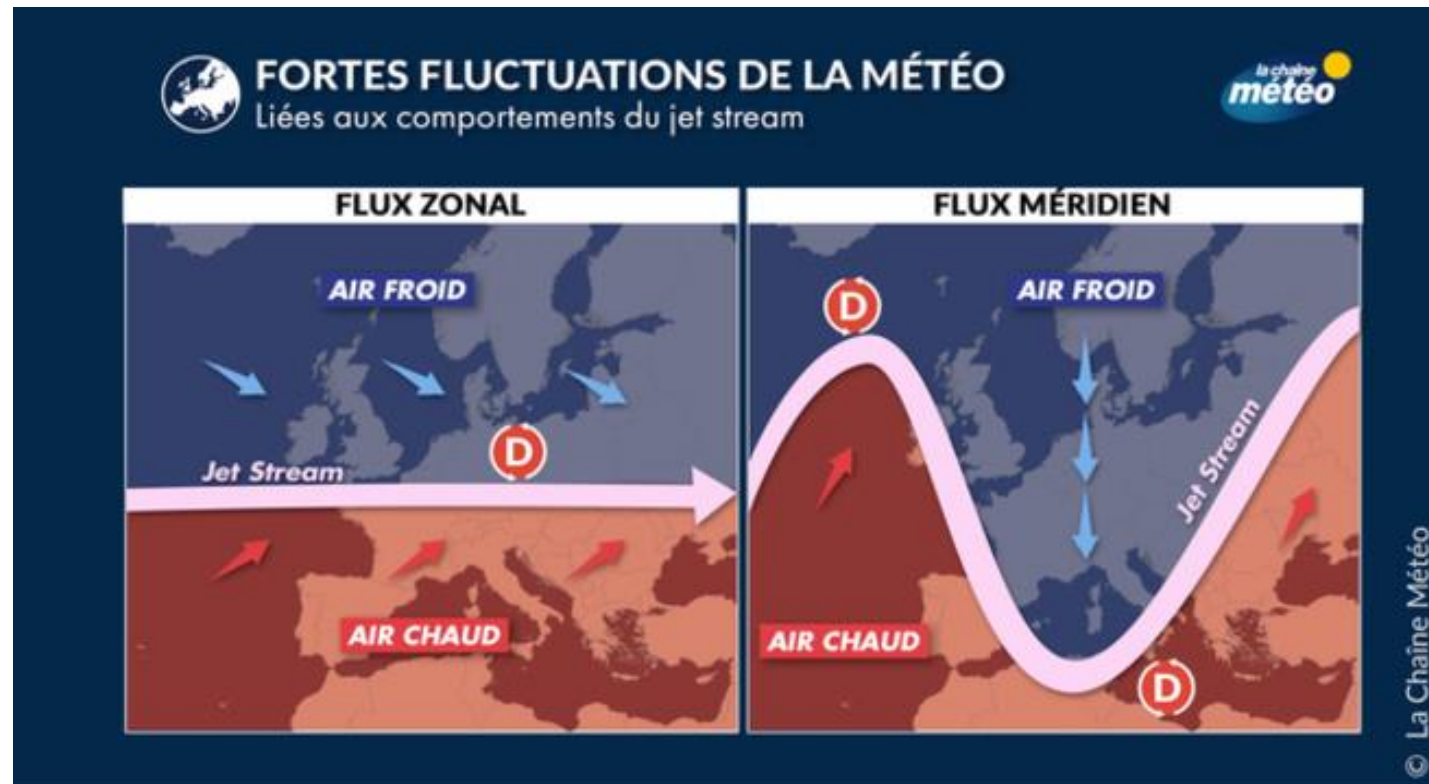 FORTES FLUCTUATIONS DE LA MÉTÉO
Liées aux comportements du jet stream
la chaîne
météo
FLUX ZONAL
AIR FROID
D
Jet Stream
AIR CHAUD
FLUX MÉRIDIEN
D
AIR FROID
Jet Stream
AIR CHAUD
D
© La Chaîne Météo